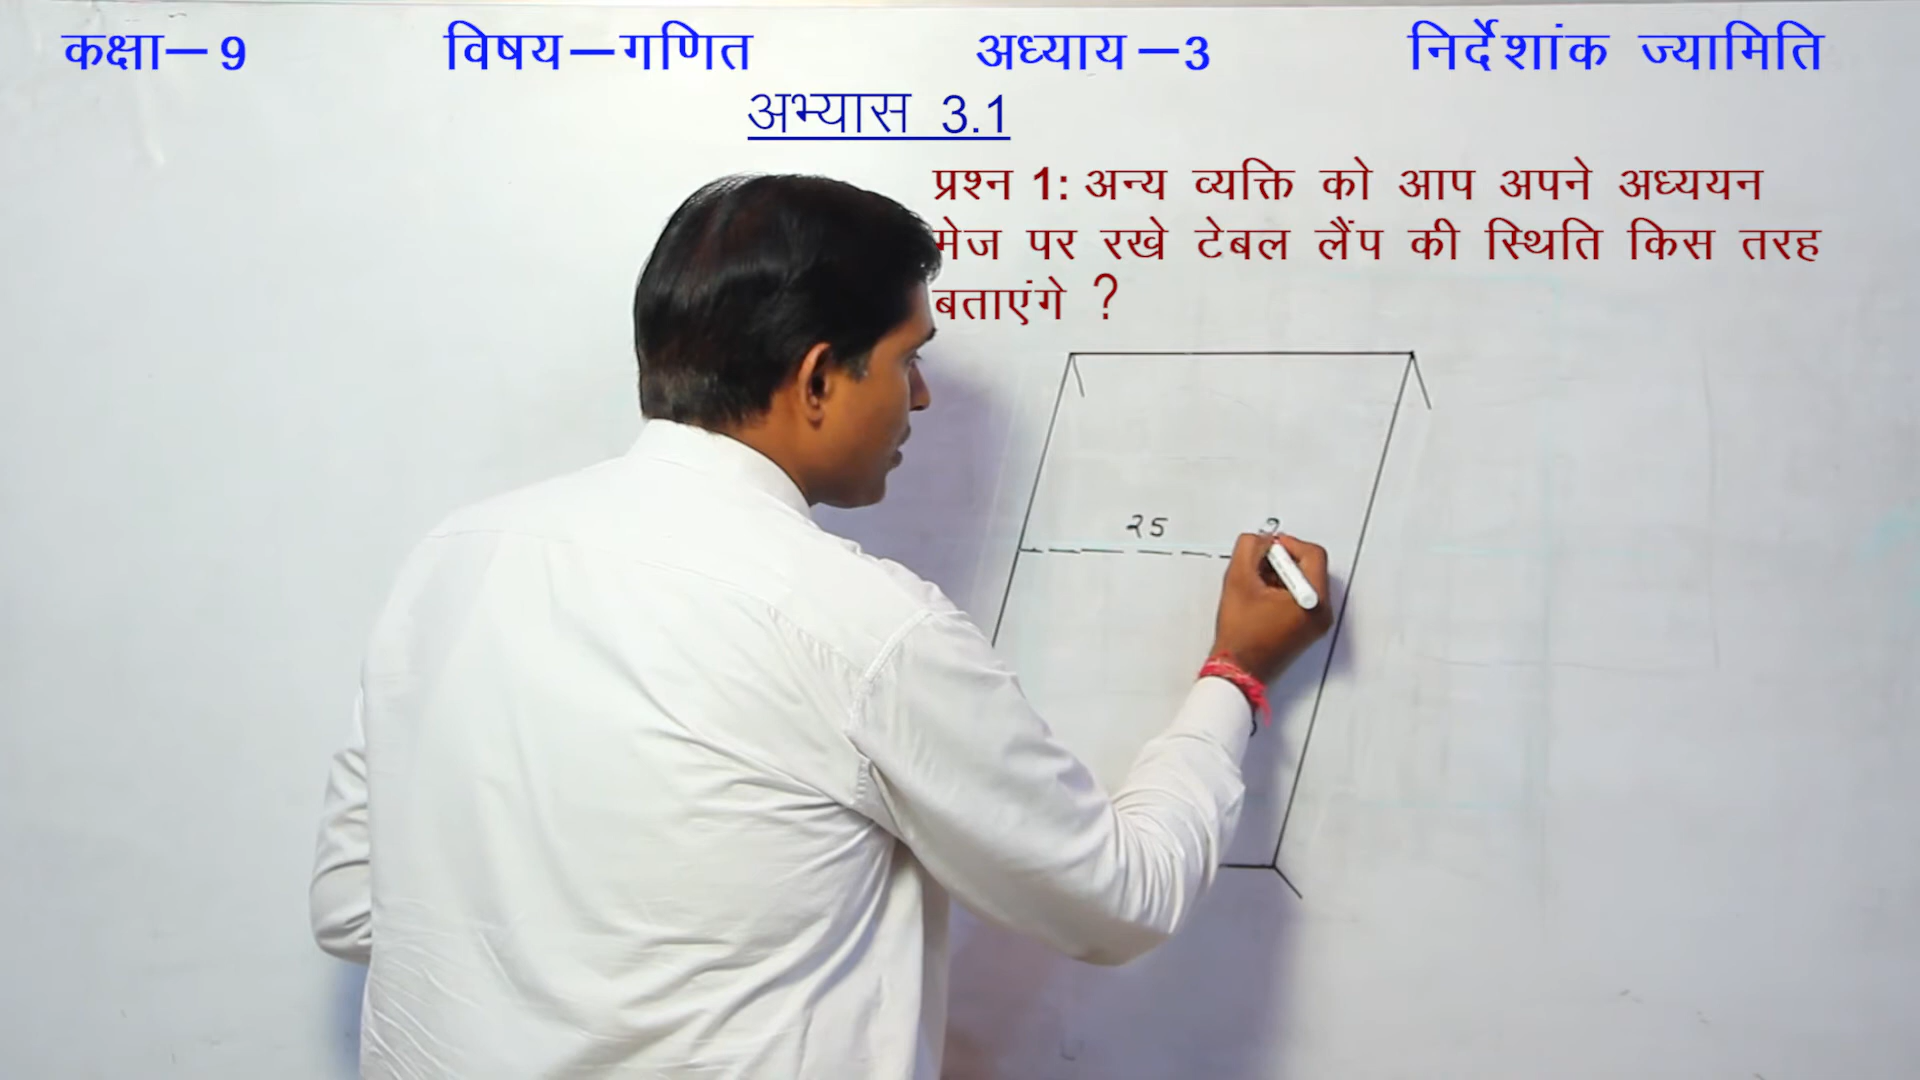 कक्षा–9 विषय–गणित अध्याय–3 निर्देशांक ज्यामिति
अभ्यास 3.1
प्रश्न 1: अन्य व्यक्ति को आप अपने अध्ययन
मेज पर रखे टेबल लैंप की स्थिति किस तरह
बताएंगे ?
25